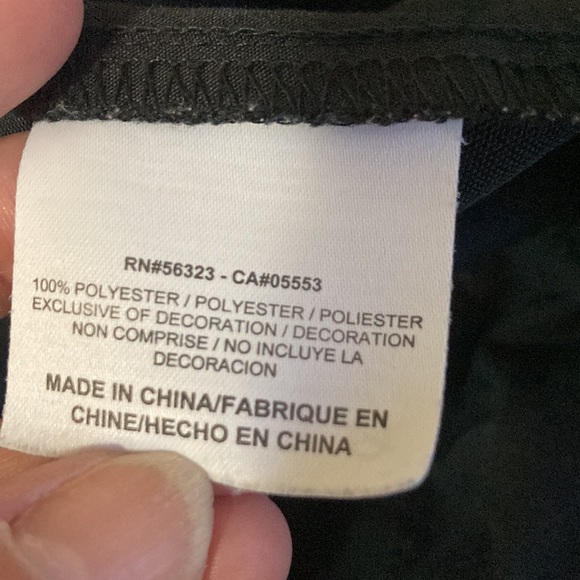 RN#56323 - CA#05553
100% POLYESTER / POLYESTER / POLIESTER
EXCLUSIVE OF DECORATION / DECORATION
NON COMPRISE / NO INCLUYE LA
DECORACION
MADE IN CHINA/FABRIQUE EN
CHINE/HECHO EN CHINA